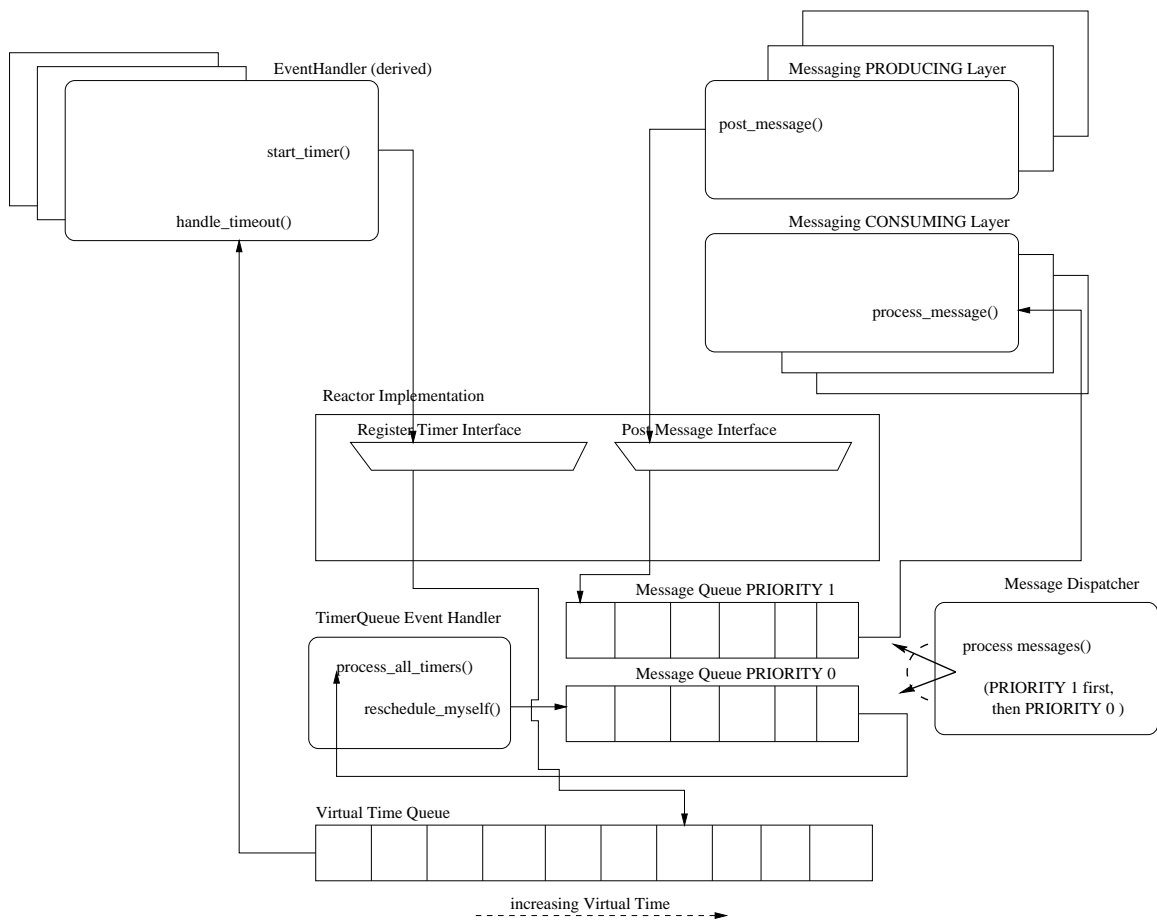 EventHandler (derived)
start_timer()
handle_timeout()
Messaging PRODUCING Layer
post_message()
Messaging CONSUMING Layer
process_message()
Reactor Implementation
Register Timer Interface
Post Message Interface
Message Queue PRIORITY 1
Message Dispatcher
process messages()
(PRIORITY 1 first,
then PRIORITY 0 )
TimerQueue Event Handler
process_all_timers()
reschedule_myself()
Message Queue PRIORITY 0
Virtual Time Queue
increasing Virtual Time